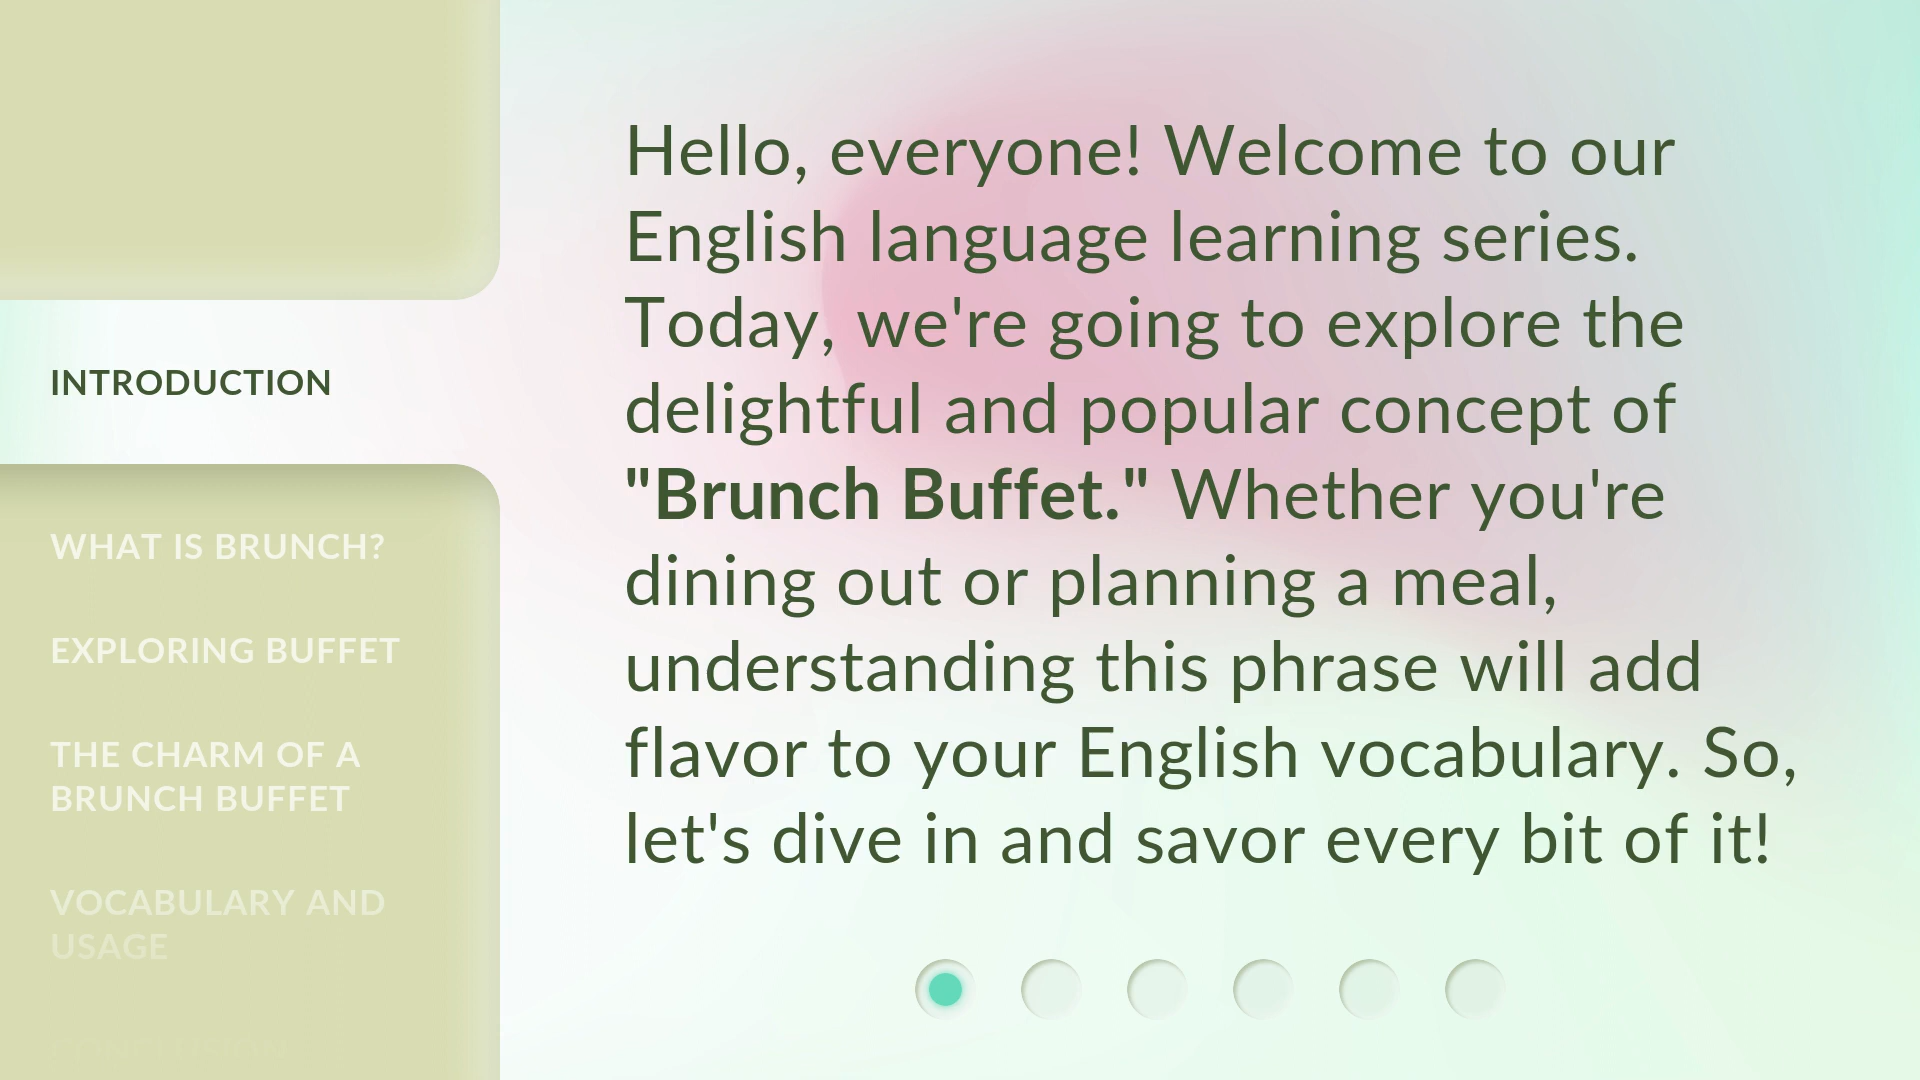 INTRODUCTION
WHAT IS BRUNCH?
EXPLORING BUFFET
THE CHARM OF A
BRUNCH BUFFET
VOCABULARY AND
USAGE
CONCLUSION
Hello, everyone! Welcome to our
English language learning series.
Today, we're going to explore the
delightful and popular concept of
"Brunch Buffet." Whether you're
dining out or planning a meal,
understanding this phrase will add
flavor to your English vocabulary. So,
let's dive in and savor every bit of it!